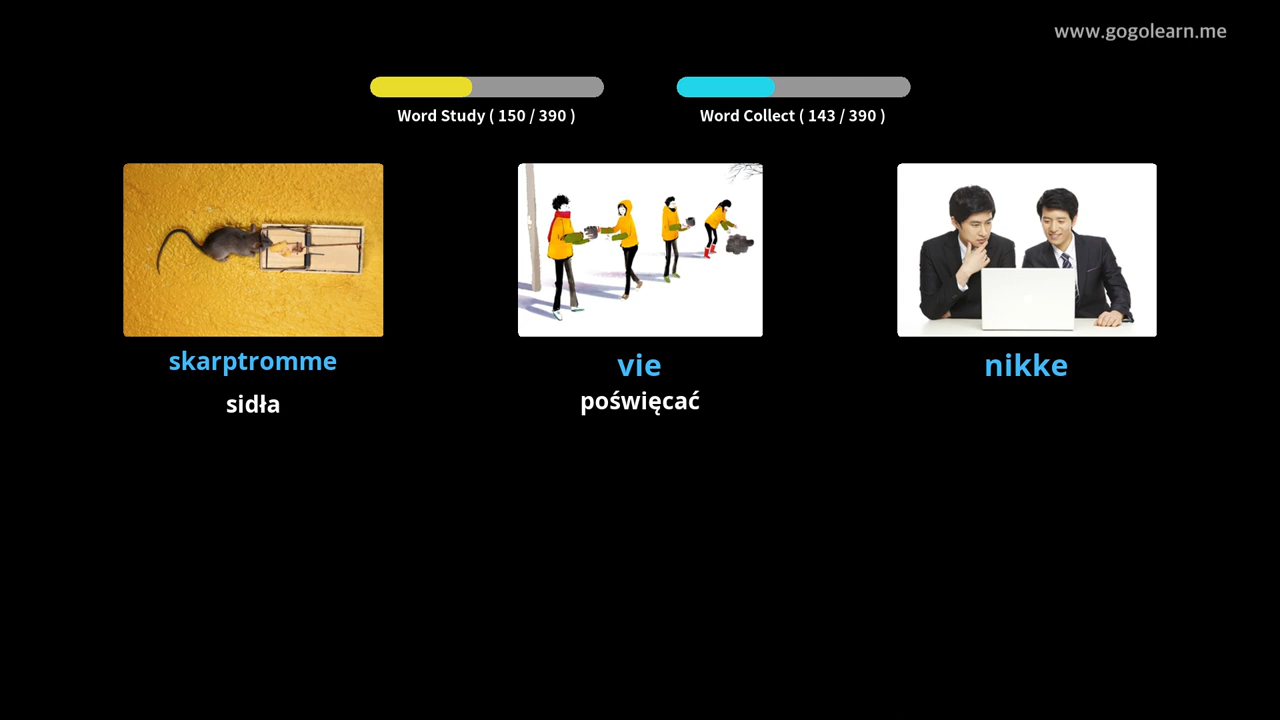 www.gogolearn.me
Word Study ( 150 / 390 )
Word Collect ( 143 / 390 )
skarptromme
sidła
vie
poświęcać
nikke